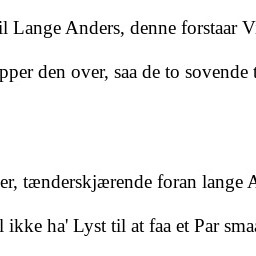 il Lange Anders, denne forstaar V
pper den over, saa de to sovende t
er, tænderskjærende foran lange A
l ikke ha' Lyst til at faa et Par smaa